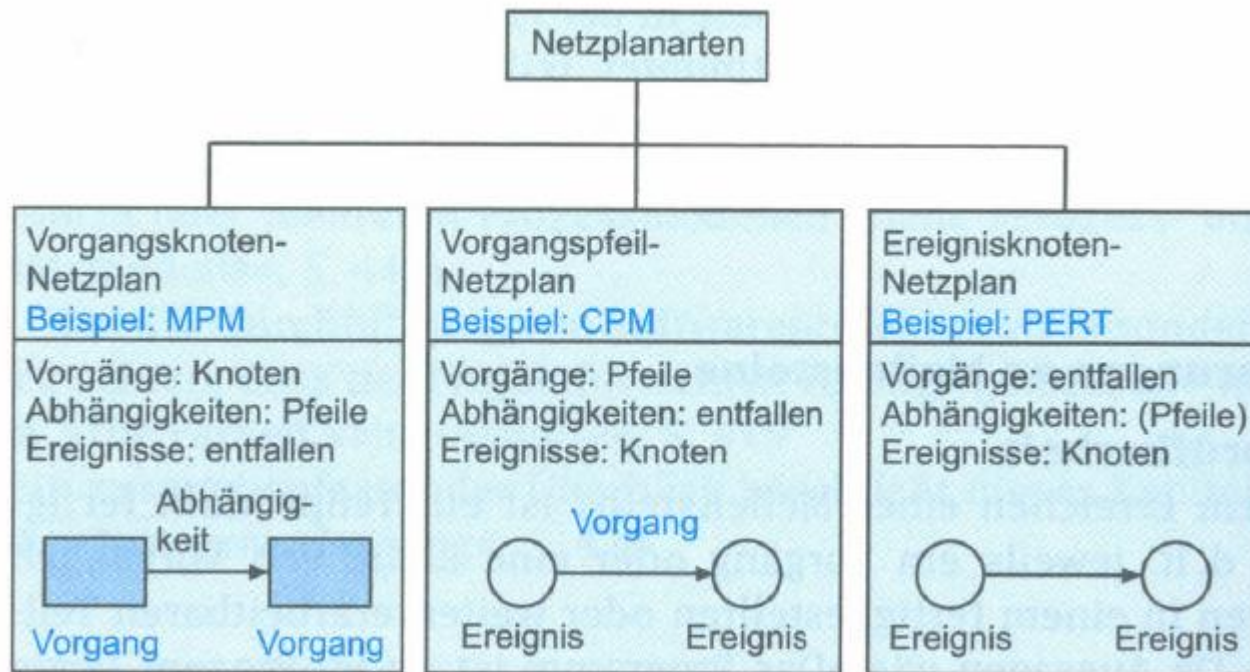 Netzplanarten
Vorgangsknoten-
Netzplan
Beispiel: MPM
Vorgänge: Knoten
Abhängigkeiten: Pfeile
Ereignisse: entfallen
Abhängig
keit
Vorgang
Vorgang
Vorgangspfeil-
Netzplan
Beispiel: CPM
Vorgänge: Pfeile
Abhängigkeiten: entfallen
Ereignisse: Knoten
Vorgang
Ereignis
Ereignis
Ereignisknoten-
Netzplan
Beispiel: PERT
Vorgänge: entfallen
Abhängigkeiten: (Pfeile)
Ereignisse: Knoten
Ereignis
Ereignis